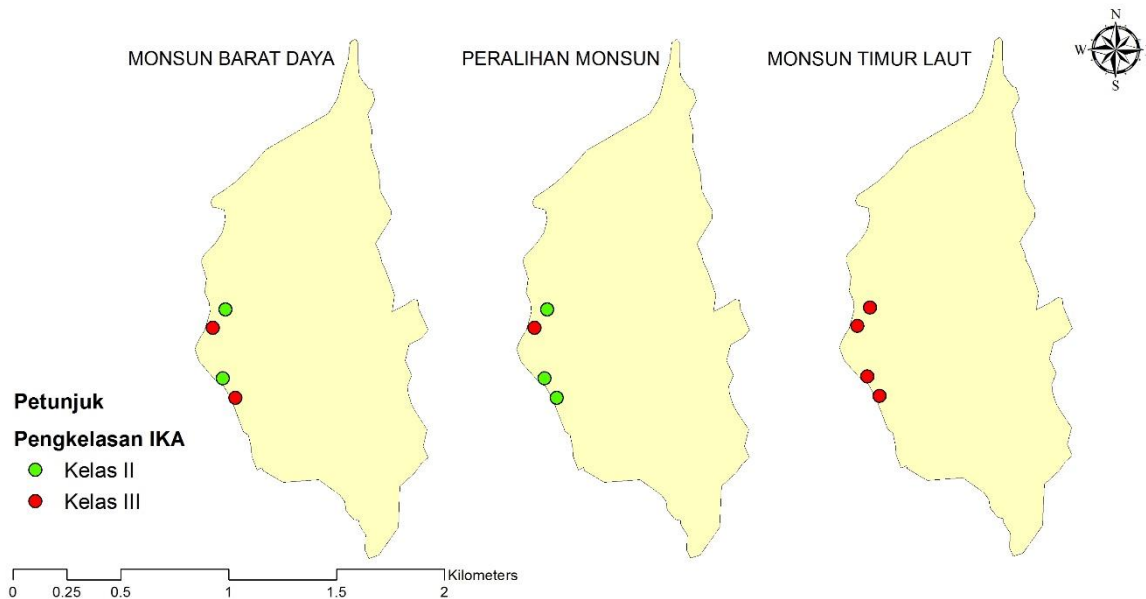 MONSUN BARAT DAYA
PERALIHAN MONSUN
MONSUN TIMUR LAUT
N
W
E
S
Petunjuk
Pengkelasan IKA
Kelas II
Kelas III
Kilometers
0 0.25 0.5 1 1.5 2